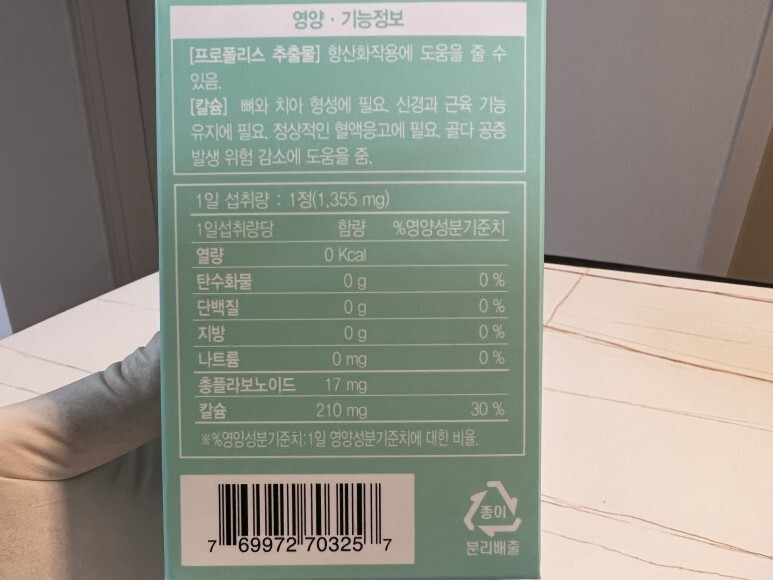 영양 · 기능정보
[프로폴리스 추출물] 항산화작용에 도움을 줄 수
있음.
[칼슘] 뼈와 치아 형성에 필요. 신경과 근육 기능
유지에 필요. 정상적인 혈액응고에 필요. 골다 공증
발생 위험 감소에 도움을 줌.
1일 섭취량 : 1정(1,355 mg)
1일섭취량당 함량 %영양성분기준치
열량 0 Kcal
탄수화물 0 g 0 %
단백질 0 g 0 %
지방 0 g 0 %
나트륨 0 mg 0 %
총플라보노이드 17 mg
칼슘 210 mg 30 %
※%영양성분기준치:1일 영양성분기준치에 대한 비율.
7 69972 70325 7
종이
분리배출